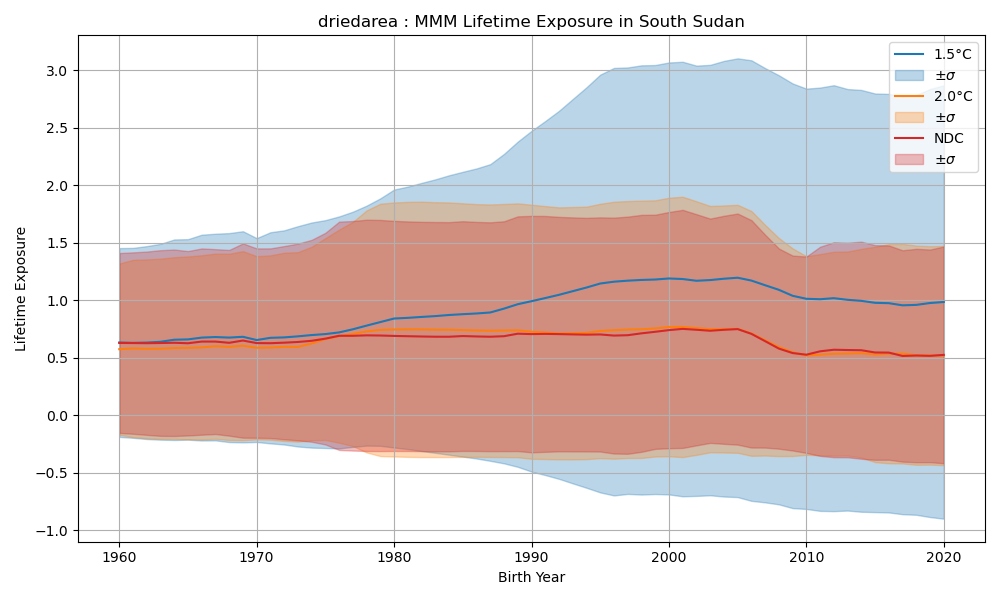 driedarea : MMM Lifetime Exposure in South Sudan
Lifetime Exposure
3.0
2.5
2.0
1.5
1.0
0.5
0.0
−0.5
−1.0
1960
1970
1980
1990
2000
2010
2020
Birth Year
1.5°C
±σ
2.0°C
±σ
NDC
±σ